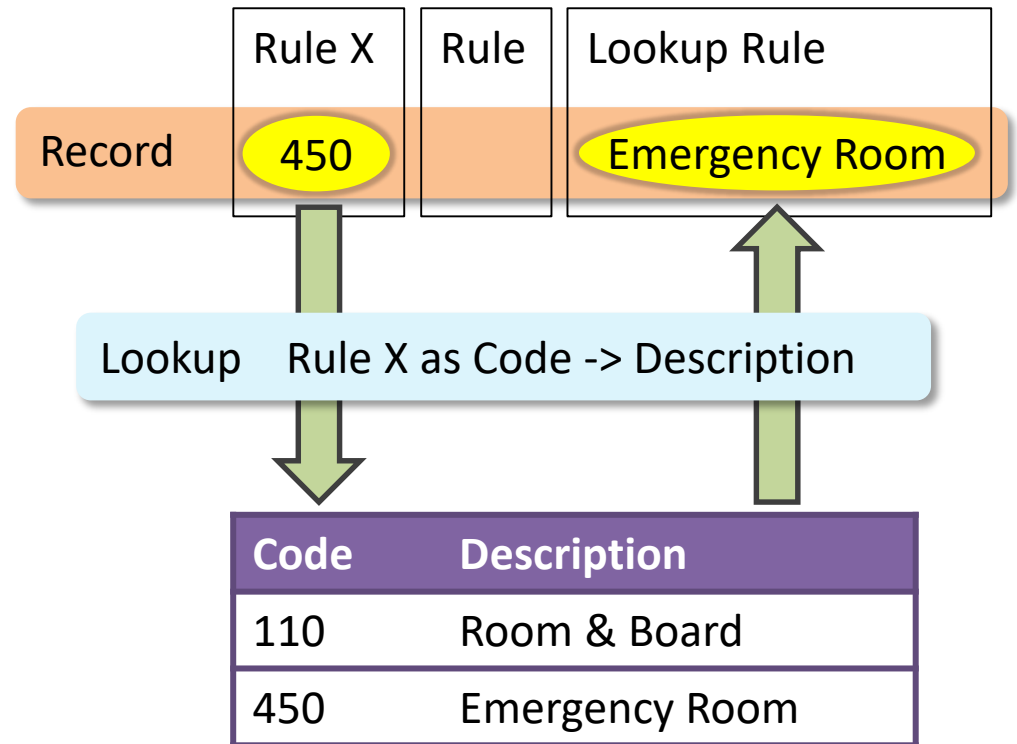 Rule X Rule Lookup Rule
Record 450 Emergency Room
Lookup Rule X as Code -> Description
Code Description
110 Room & Board
450 Emergency Room